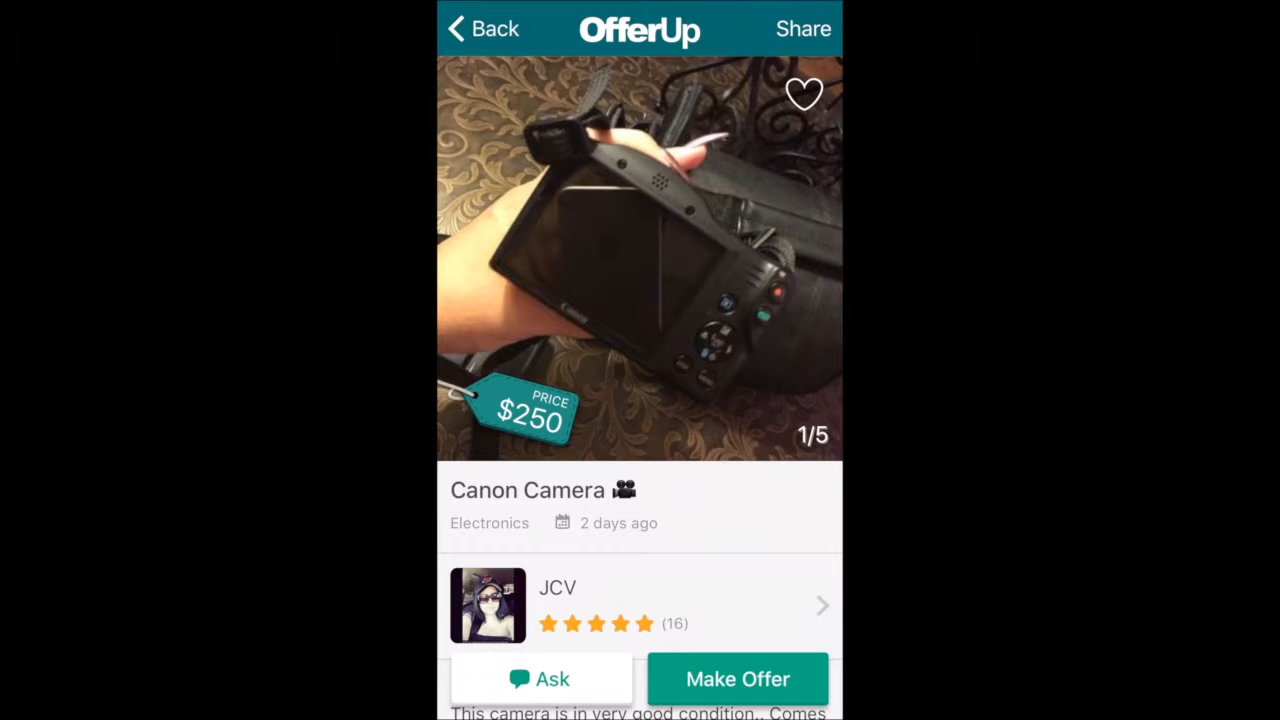 Back
OfferUp
Share
Canon
PRICE
$250
1/5
Canon Camera
Electronics
2 days ago
JCV
(16)
Ask
Make Offer
This camera is in very good condition.. Comes